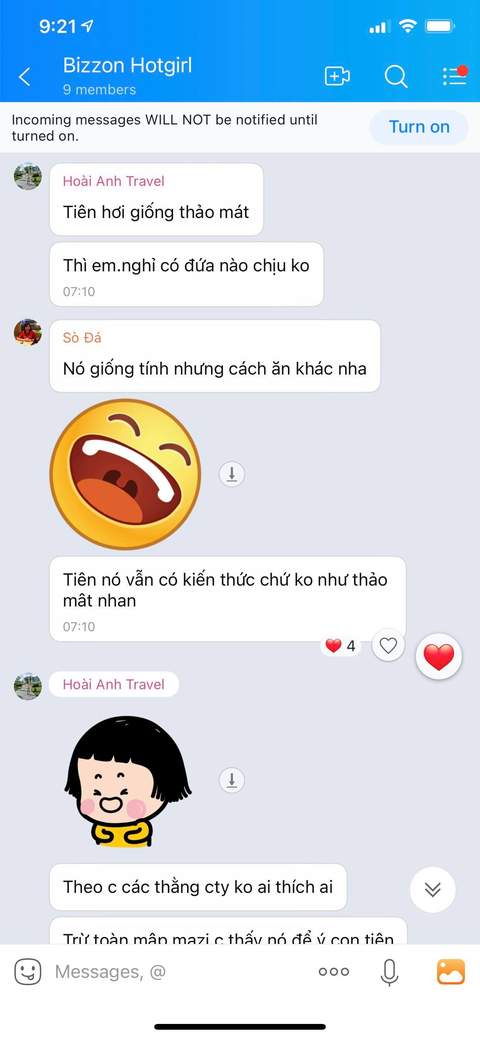 9:21
Bizzon Hotgirl
9 members
Incoming messages WILL NOT be notified until
turned on.
Turn on
Hoài Anh Travel
Tiên hơi giống thảo mát
Thì em.nghỉ có đứa nào chịu ko
07:10
Sò Đá
Nó giống tính nhưng cách ăn khác nha
Tiên nó vẫn có kiến thức chứ ko như thảo
mât nhan
07:10
4
Hoài Anh Travel
Theo c các thằng cty ko ai thích ai
Trừ toàn mập mazi c thấy nó để ý con tiên
Messages, @